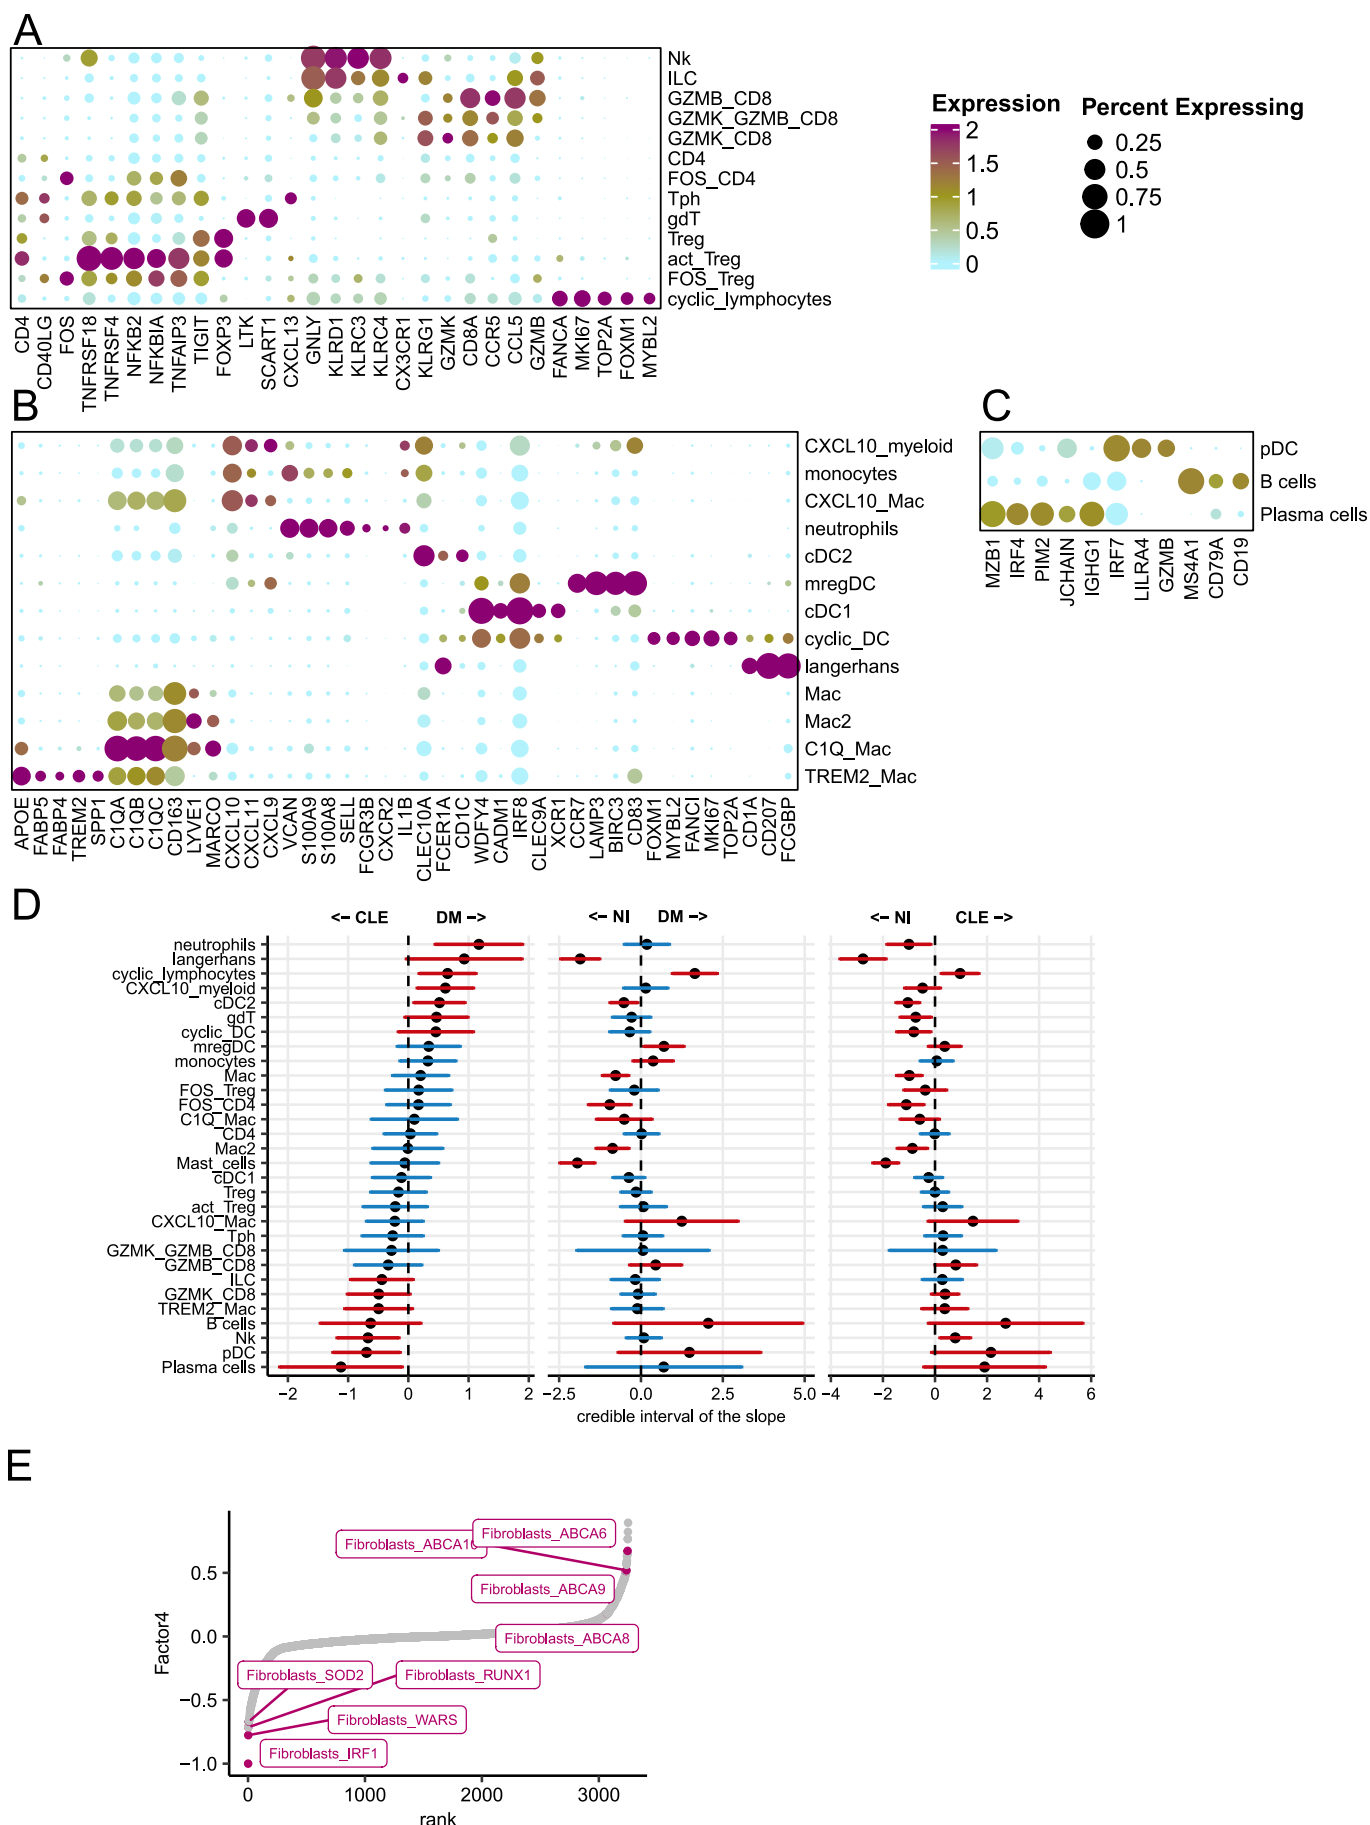 A
Nk
ILC
GZMB_CD8
GZMK_GZMB_CD8
GZMK_CD8
CD4
FOS_CD4
Tph
gdT
Treg
act_Treg
FOS_Treg
cyclic_lymphocytes
CD4 CD40LG FOS TNFRSF18 TNFRSF4 NFKB2 NFKBIA TNFAIP3 TIGIT FOXP3 LTK SCART1 CXCL13 GNLY KLRD1 KLRC3 KLRC4 CX3CR1 KLRG1 GZMK CD8A CCR5 CCL5 GZMB FANCA MKI67 TOP2A FOXM1 MYBL2
Expression
2
1.5
1
0.5
0
Percent Expressing
0.25
0.5
0.75
1
B
CXCL10_myeloid
monocytes
CXCL10_Mac
neutrophils
cDC2
mregDC
cDC1
cyclic_DC
langerhans
Mac
Mac2
C1Q_Mac
TREM2_Mac
APOE FABP5 FABP4 TREM2 SPP1 C1QA C1QB C1QC CD163 LYVE1 MARCO CXCL10 CXCL11 CXCL9 VCAN S100A9 S100A8 SELL FCGR3B CXCR2 IL1B CLEC10A FCER1A CD1C WDFY4 CADM1 IRF8 CLEC9A XCR1 CCR7 LAMP3 BIRC3 CD83 FOXM1 MYBL2 FANCI MKI67 TOP2A CD1A CD207 FCGBP
C
pDC
B cells
Plasma cells
MZB1 IRF4 PIM2 JCHAIN IGHG1 IRF7 LILRA4 GZMB MS4A1 CD79A CD19
D
<− CLE DM −> <− NI DM −> <− NI CLE −>
neutrophils
langerhans
cyclic_lymphocytes
CXCL10_myeloid
cDC2
gdT
cyclic_DC
mregDC
monocytes
Mac
FOS_Treg
FOS_CD4
C1Q_Mac
CD4
Mac2
Mast_cells
cDC1
Treg
act_Treg
CXCL10_Mac
Tph
GZMK_GZMB_CD8
GZMB_CD8
ILC
GZMK_CD8
TREM2_Mac
B cells
Nk
pDC
Plasma cells
−2 −1 0 1 2 −2.5 0.0 2.5 5.0 −4 −2 0 2 4 6
credible interval of the slope
E
Factor4
0.5
0.0
−0.5
−1.0
Fibroblasts_ABCA10
Fibroblasts_ABCA6
Fibroblasts_ABCA9
Fibroblasts_ABCA8
Fibroblasts_SOD2
Fibroblasts_RUNX1
Fibroblasts_WARS
Fibroblasts_IRF1
0 1000 2000 3000
rank